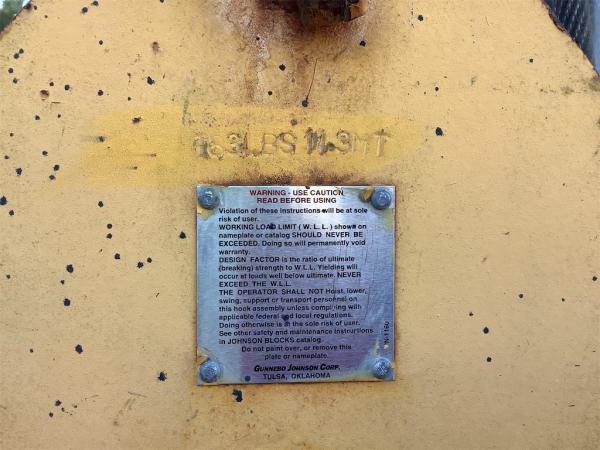 63LBS 11.3MT
WARNING - USE CAUTION
READ BEFORE USING
Violation of these instructions will be at sole
risk of user.
WORKING LOAD LIMIT ( W. L. L. ) shown on
nameplate or catalog SHOULD NEVER BE
EXCEEDED. Doing so will permanently void
warranty.
DESIGN FACTOR is the ratio of ultimate
(breaking) strength to W.L.L. Yielding will
occur at loads well below ultimate. NEVER
EXCEED THE W.L.L.
THE OPERATOR SHALL NOT Hoist, lower,
swing, support or transport personnel on
this hook assembly unless complying with
applicable federal and local regulations.
Doing otherwise is at the sole risk of user.
See other safety and maintenance instructions
in JOHNSON BLOCKS catalog.
Do not paint over, or remove this
plate or nameplate.
GUNNEBO JOHNSON CORP.
TULSA, OKLAHOMA